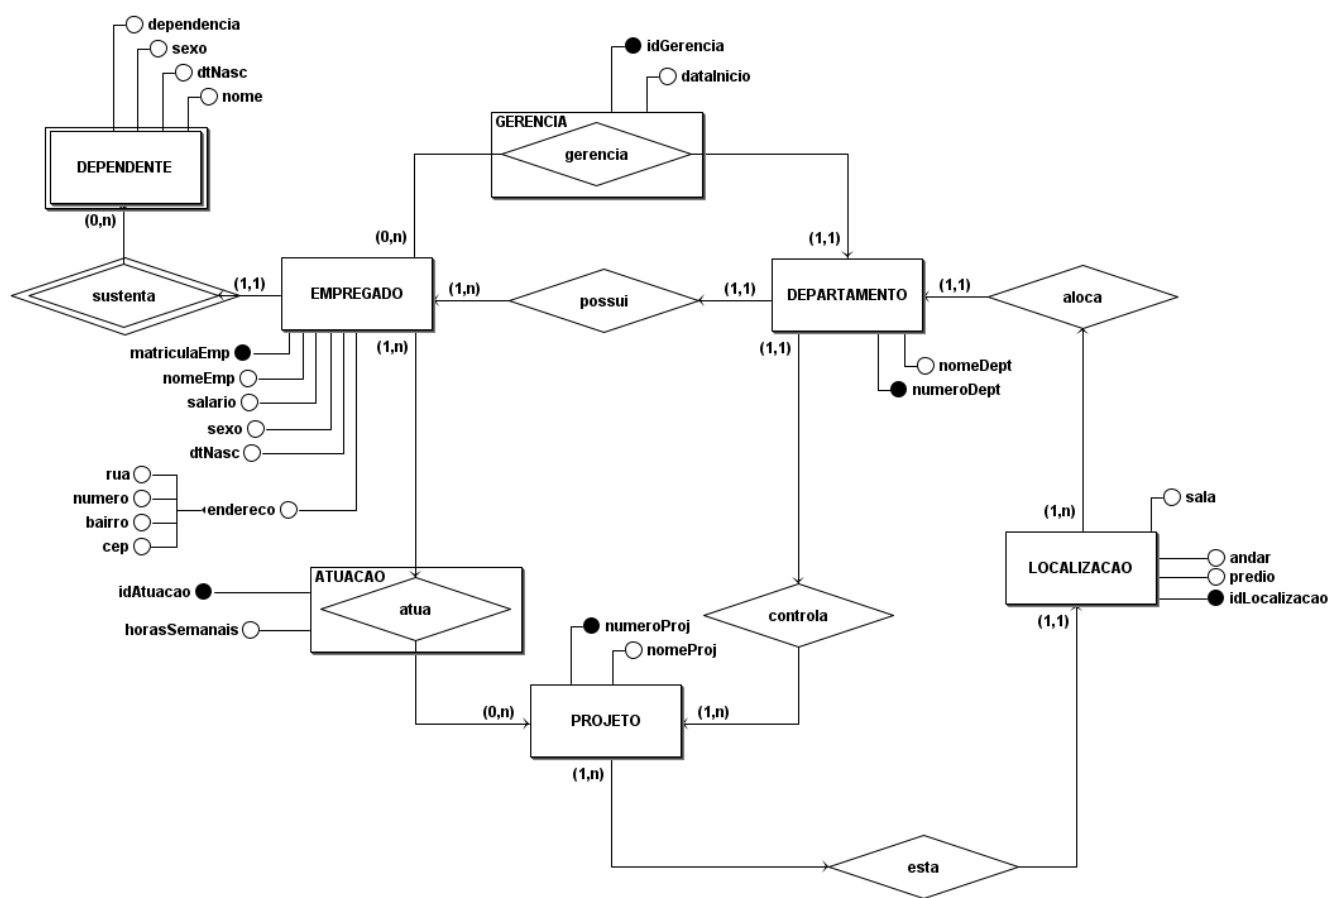 dependencia
sexo
dtNasc
nome
DEPENDENTE
(0,n)
sustenta
(1,1)
idGerencia
dataInicio
GERENCIA
gerencia
(0,n)
(1,1)
EMPREGADO
(1,n)
possui
(1,1)
DEPARTAMENTO
(1,1)
aloca
(1,n)
(1,1)
matriculaEmp
nomeEmp
salario
sexo
dtNasc
nomeDept
numeroDept
rua
numero
bairro
cep
endereco
sala
(1,n)
LOCALIZACAO
andar
predio
idLocalizacao
(1,1)
ATUACAO
idAtuacao
atua
horasSemanais
controla
numeroProj
nomeProj
(0,n)
PROJETO
(1,n)
(1,n)
esta